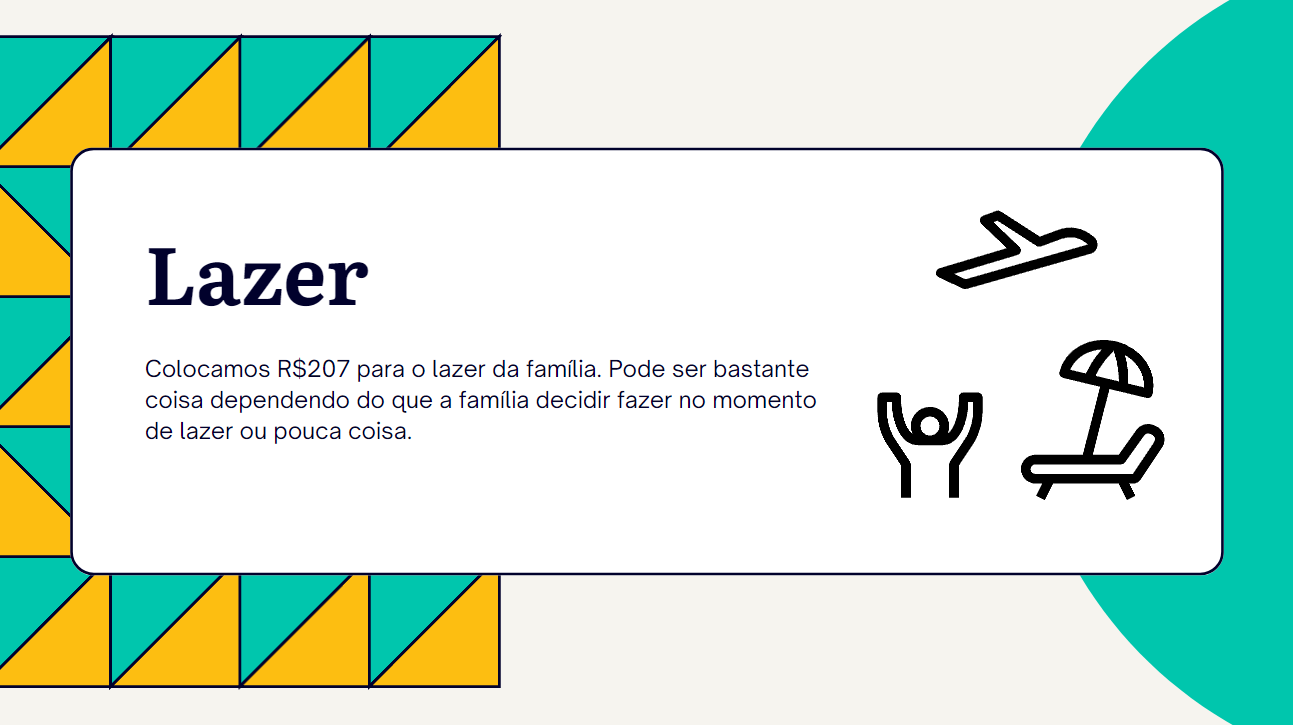 Lazer
Colocamos R$207 para o lazer da família. Pode ser bastante
coisa dependendo do que a família decidir fazer no momento
de lazer ou pouca coisa.